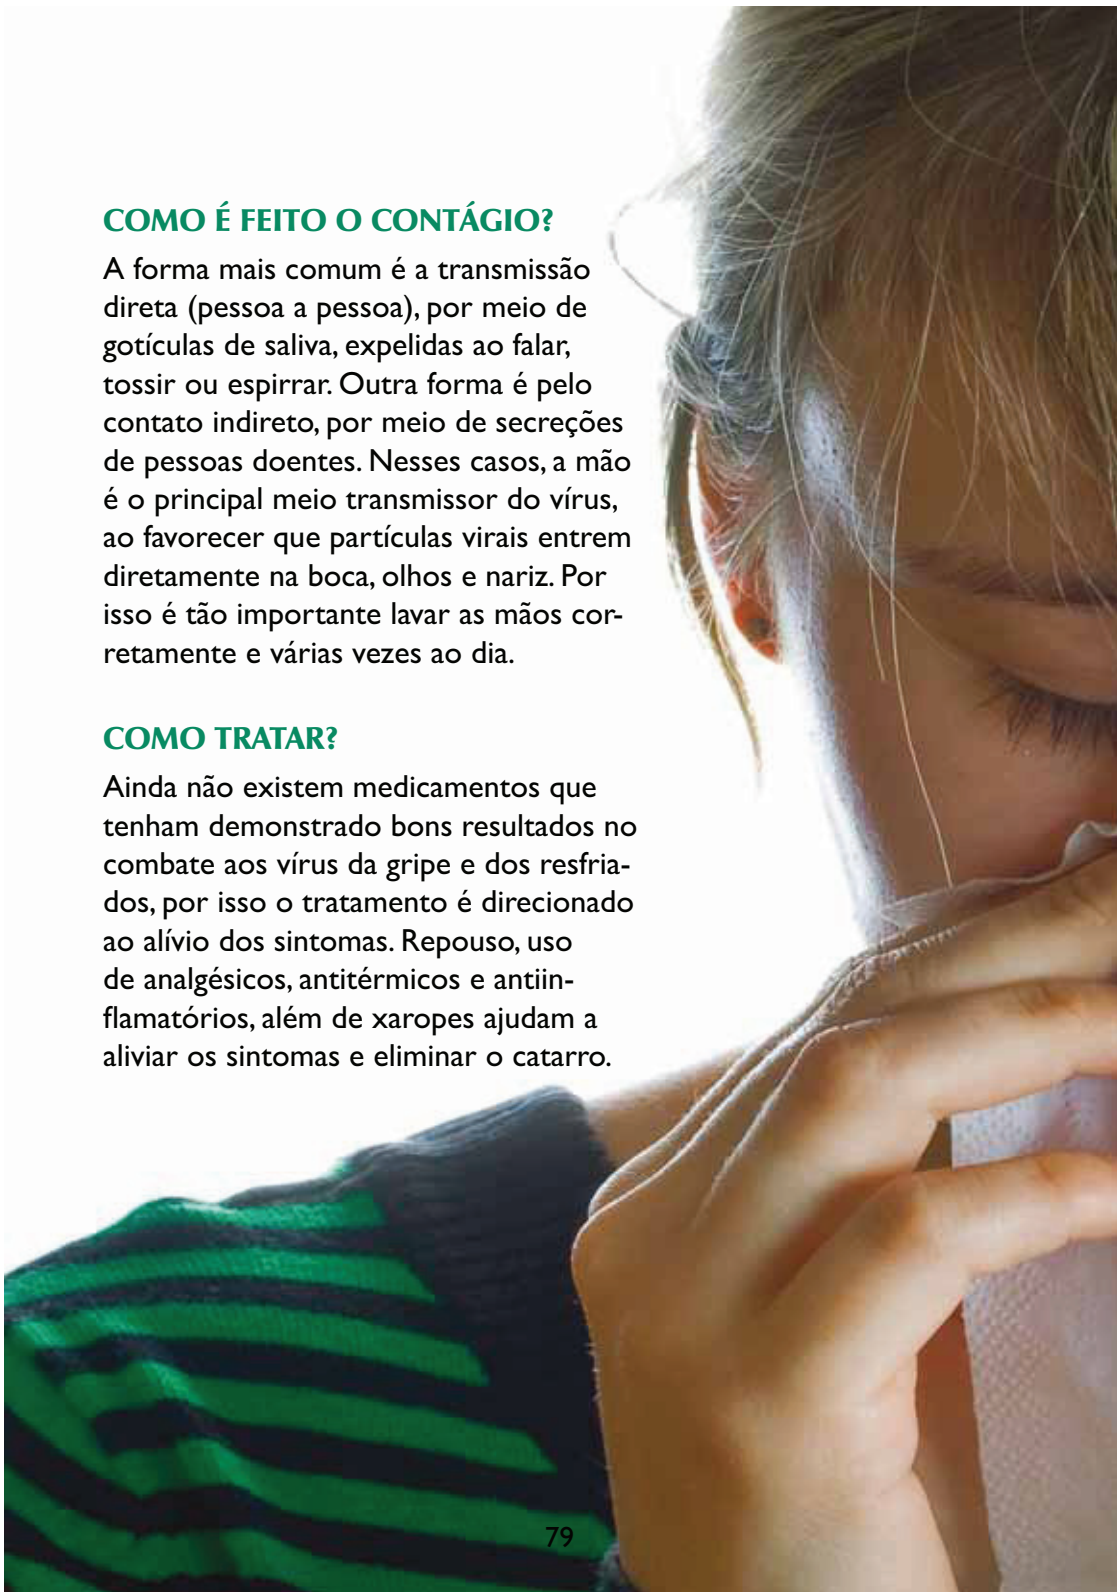 COMO É FEITO O CONTÁGIO?
A forma mais comum é a transmissão
direta (pessoa a pessoa), por meio de
gotículas de saliva, expelidas ao falar,
tossir ou espirrar. Outra forma é pelo
contato indireto, por meio de secreções
de pessoas doentes. Nesses casos, a mão
é o principal meio transmissor do vírus,
ao favorecer que partículas virais entrem
diretamente na boca, olhos e nariz. Por
isso é tão importante lavar as mãos cor-
retamente e várias vezes ao dia.
COMO TRATAR?
Ainda não existem medicamentos que
tenham demonstrado bons resultados no
combate aos vírus da gripe e dos resfria-
dos, por isso o tratamento é direcionado
ao alívio dos sintomas. Repouso, uso
de analgésicos, antitérmicos e antiin-
flamatórios, além de xaropes ajudam a
aliviar os sintomas e eliminar o catarro.
79